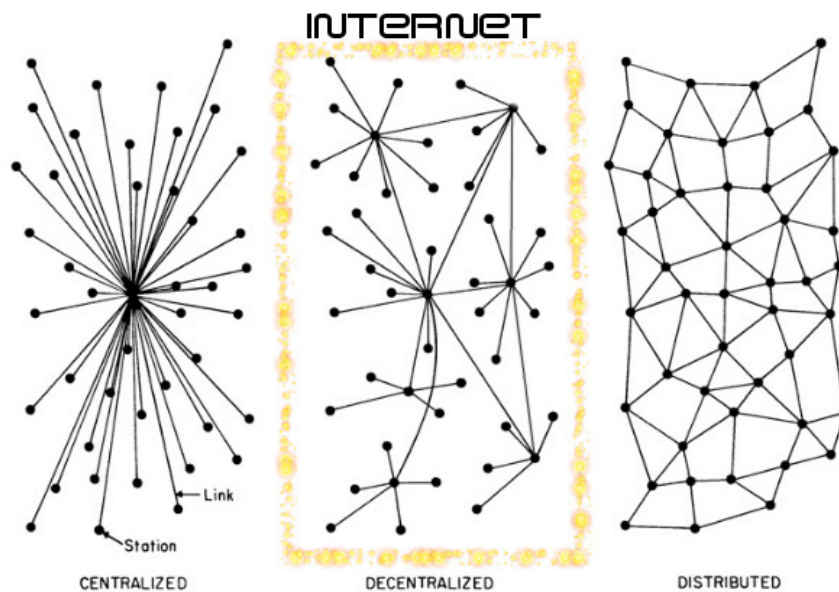 INTERNET
Link
Station
CENTRALIZED
DECENTRALIZED
DISTRIBUTED